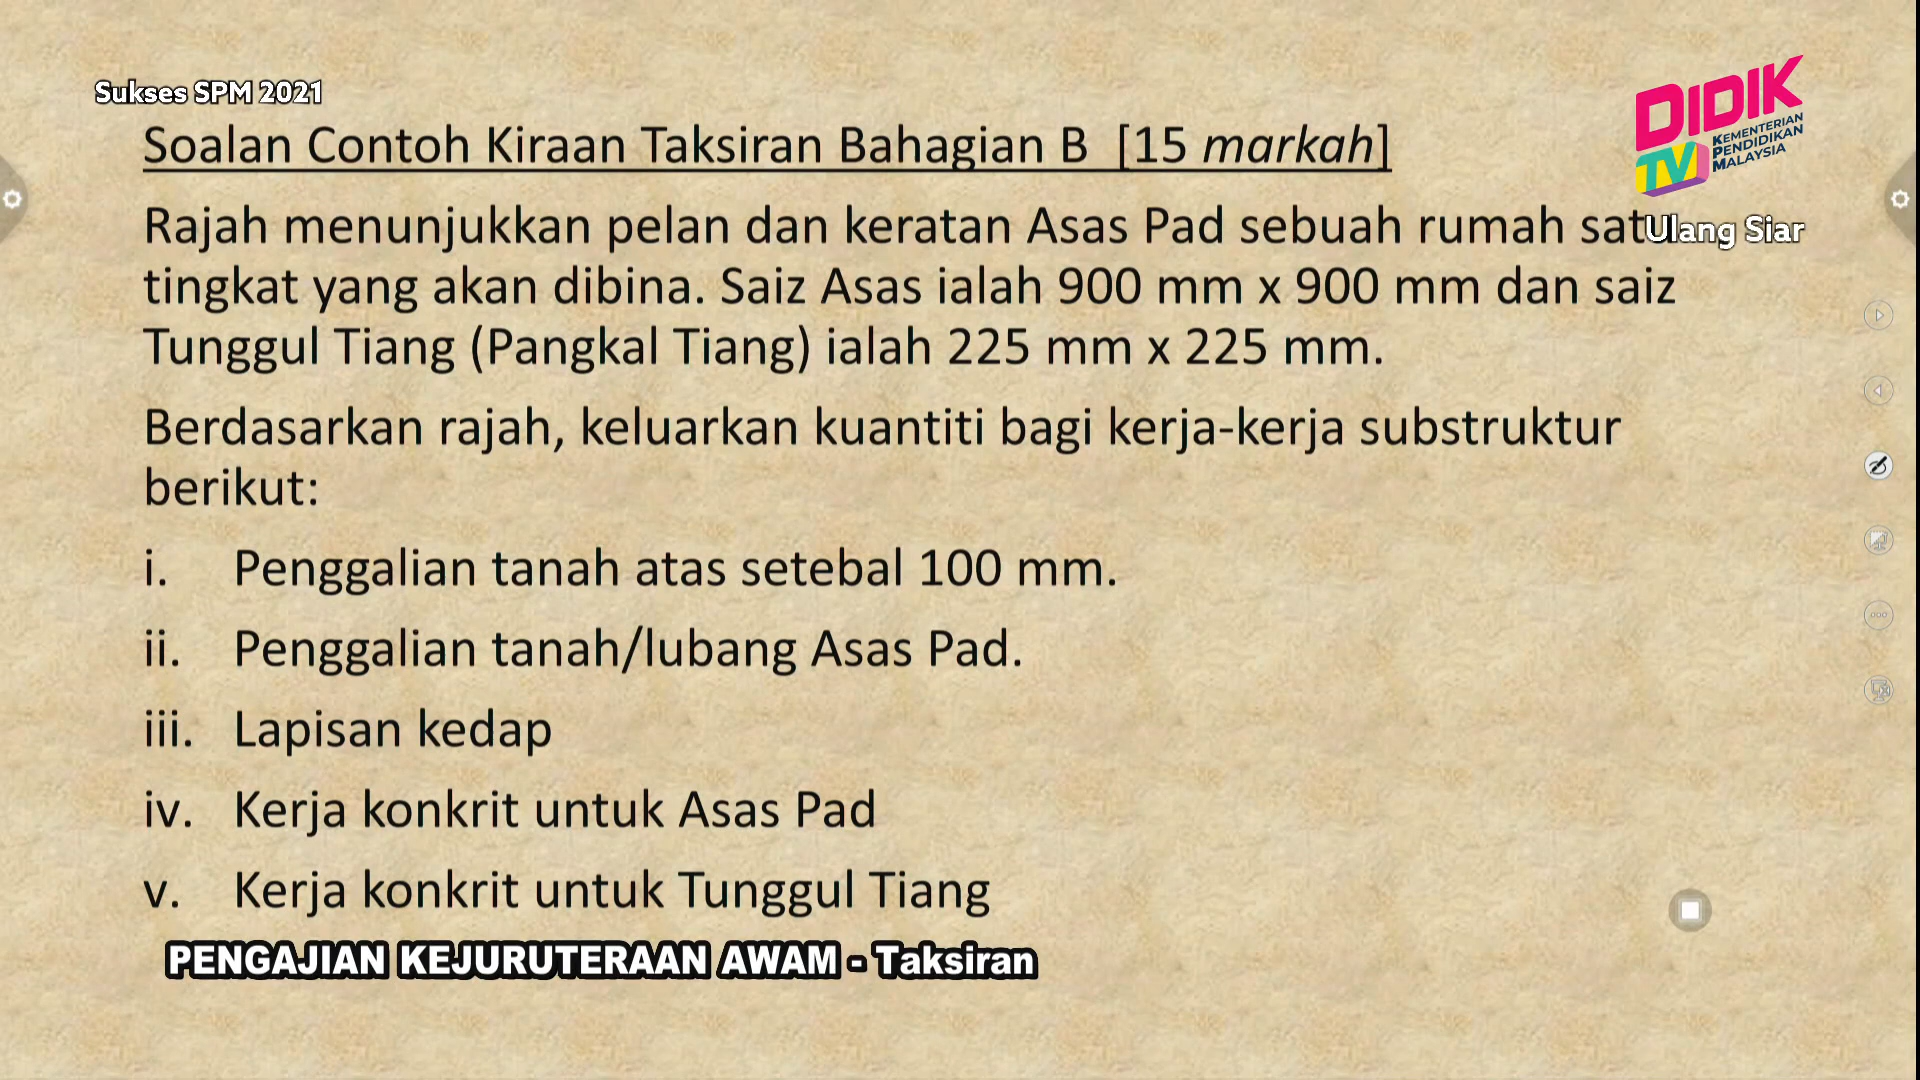 Sukses SPM 2021
DIDIK
TV
KEMENTERIAN
PENDIDIKAN
MALAYSIA
Soalan Contoh Kiraan Taksiran Bahagian B [15 markah]
Ulang Siar
Rajah menunjukkan pelan dan keratan Asas Pad sebuah rumah sat
tingkat yang akan dibina. Saiz Asas ialah 900 mm x 900 mm dan saiz
Tunggul Tiang (Pangkal Tiang) ialah 225 mm x 225 mm.
Berdasarkan rajah, keluarkan kuantiti bagi kerja-kerja substruktur
berikut:
i. Penggalian tanah atas setebal 100 mm.
ii. Penggalian tanah/lubang Asas Pad.
iii. Lapisan kedap
iv. Kerja konkrit untuk Asas Pad
v. Kerja konkrit untuk Tunggul Tiang
PENGAJIAN KEJURUTERAAN AWAM - Taksiran